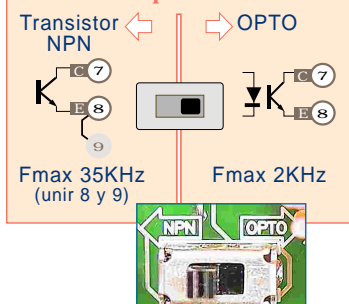 Transistor
NPN
OPTO
C 7
E 8
9
C 7
E 8
Fmax 35KHz
(unir 8 y 9)
Fmax 2KHz
NPN
OPTO